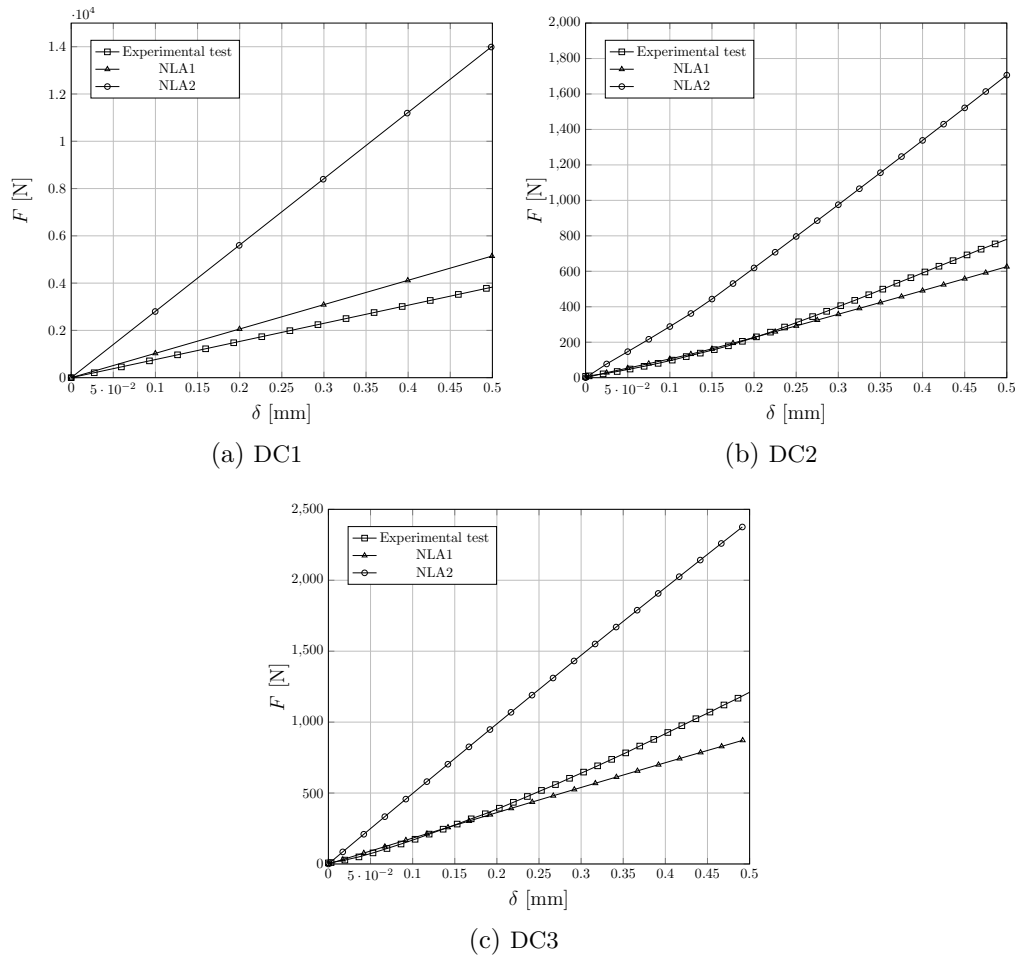 ·10⁴
1.4
1.2
1
0.8
0.6
0.4
0.2
0
F [N]
Experimental test
NLA1
NLA2
0 5 · 10⁻² 0.1 0.15 0.2 0.25 0.3 0.35 0.4 0.45 0.5
δ [mm]
(a) DC1
2,000
1,800
1,600
1,400
1,200
1,000
800
600
400
200
0
F [N]
Experimental test
NLA1
NLA2
0 5 · 10⁻² 0.1 0.15 0.2 0.25 0.3 0.35 0.4 0.45 0.5
δ [mm]
(b) DC2
2,500
2,000
1,500
1,000
500
0
F [N]
Experimental test
NLA1
NLA2
0 5 · 10⁻² 0.1 0.15 0.2 0.25 0.3 0.35 0.4 0.45 0.5
δ [mm]
(c) DC3